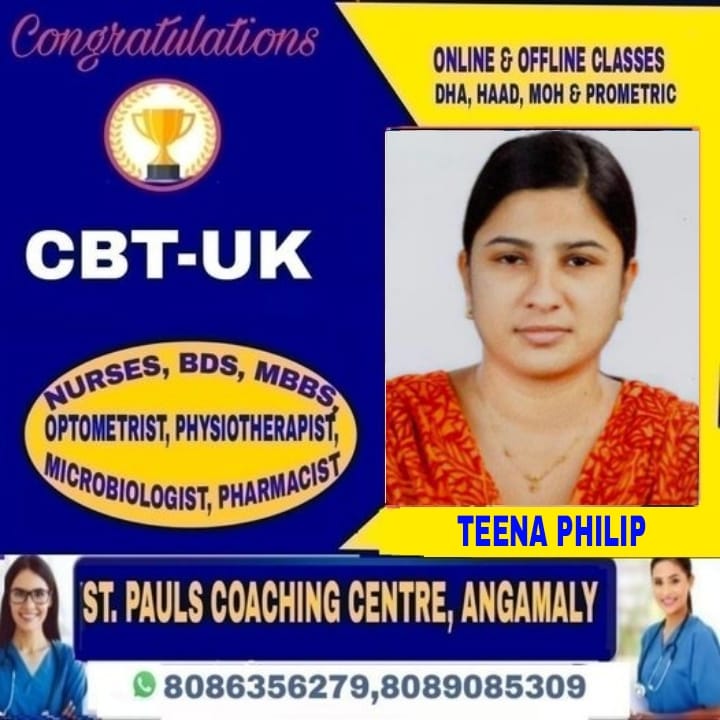 Congratulations
ONLINE & OFFLINE CLASSES
DHA, HAAD, MOH & PROMETRIC
CBT-UK
NURSES, BDS, MBBS,
OPTOMETRIST, PHYSIOTHERAPIST,
MICROBIOLOGIST, PHARMACIST
TEENA PHILIP
ST. PAULS COACHING CENTRE, ANGAMALY
8086356279,8089085309